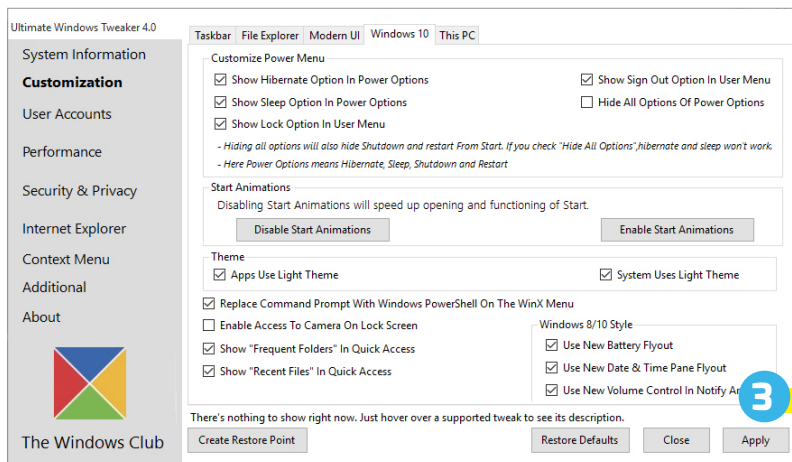 Ultimate Windows Tweaker 4.0
System Information
Customization
User Accounts
Performance
Security & Privacy
Internet Explorer
Context Menu
Additional
About
The Windows Club
Taskbar File Explorer Modern UI Windows 10 This PC
Customize Power Menu
Show Hibernate Option In Power Options
Show Sign Out Option In User Menu
Show Sleep Option In Power Options
Hide All Options Of Power Options
Show Lock Option In User Menu
- Hiding all options will also hide Shutdown and restart From Start. If you check "Hide All Options",hibernate and sleep won't work.
- Here Power Options means Hibernate, Sleep, Shutdown and Restart
Start Animations
Disabling Start Animations will speed up opening and functioning of Start.
Disable Start Animations
Enable Start Animations
Theme
Apps Use Light Theme
System Uses Light Theme
Replace Command Prompt With Windows PowerShell On The WinX Menu
Enable Access To Camera On Lock Screen
Show "Frequent Folders" In Quick Access
Show "Recent Files" In Quick Access
Windows 8/10 Style
Use New Battery Flyout
Use New Date & Time Pane Flyout
Use New Volume Control In Notify
3
There's nothing to show right now. Just hover over a supported tweak to see its description.
Create Restore Point
Restore Defaults
Close
Apply